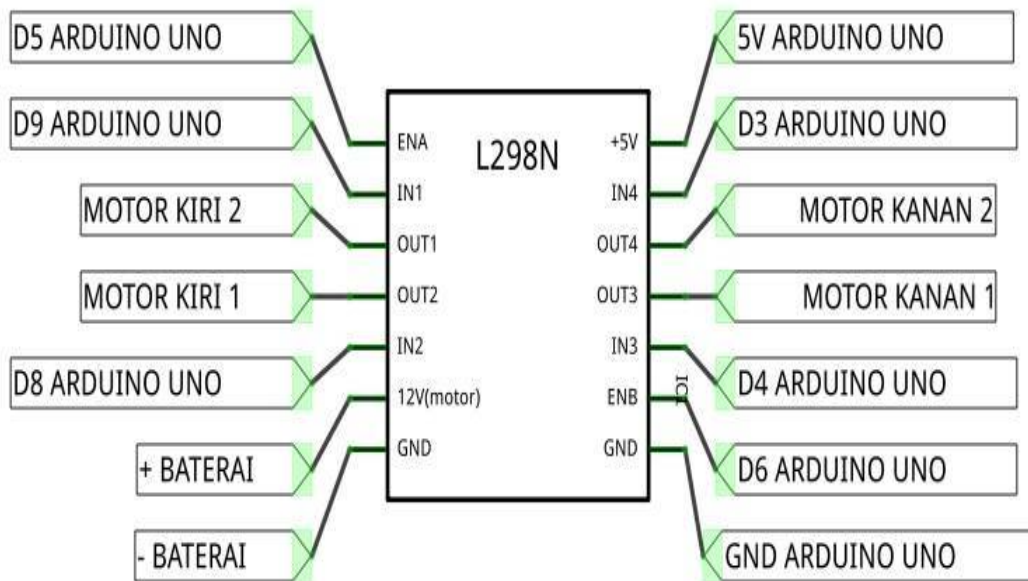 D5 ARDUINO UNO
D9 ARDUINO UNO
MOTOR KIRI 2
MOTOR KIRI 1
D8 ARDUINO UNO
+ BATERAI
- BATERAI
ENA
IN1
OUT1
OUT2
IN2
12V(motor)
GND
L298N
+5V
IN4
OUT4
OUT3
IN3
ENB
GND
IC1
5V ARDUINO UNO
D3 ARDUINO UNO
MOTOR KANAN 2
MOTOR KANAN 1
D4 ARDUINO UNO
D6 ARDUINO UNO
GND ARDUINO UNO